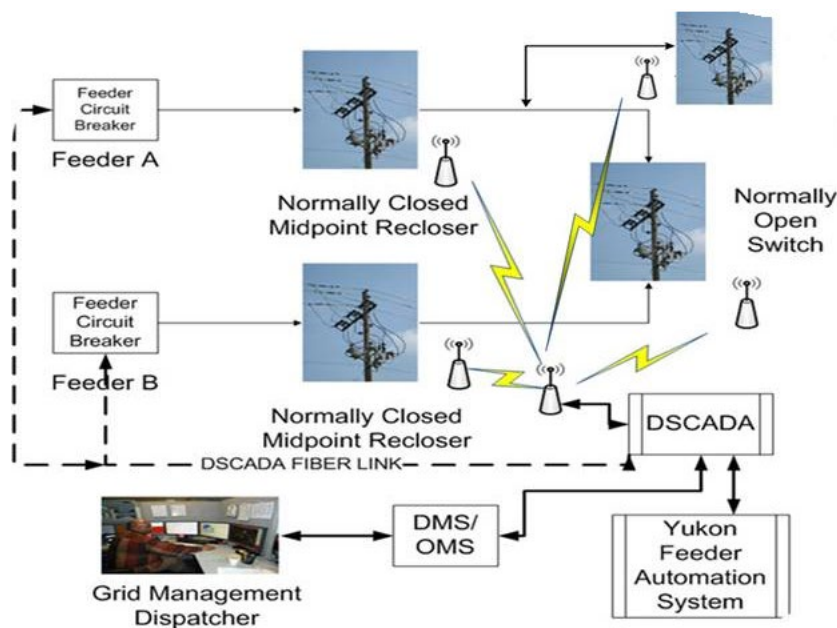 Feeder
Circuit
Breaker
Feeder A
Normally Closed
Midpoint Recloser
Normally
Open
Switch
Feeder
Circuit
Breaker
Feeder B
Normally Closed
Midpoint Recloser
DSCADA
DSCADA FIBER LINK
DMS/
OMS
Yukon
Feeder
Automation
System
Grid Management
Dispatcher